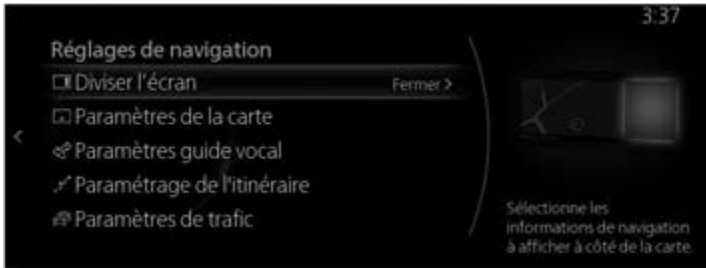 3:37
Réglages de navigation
Diviser l'écran Fermer >
Paramètres de la carte
Paramètres guide vocal
Paramétrage de l'itinéraire
Paramètres de trafic
Sélectionne les
informations de navigation
à afficher à côté de la carte.